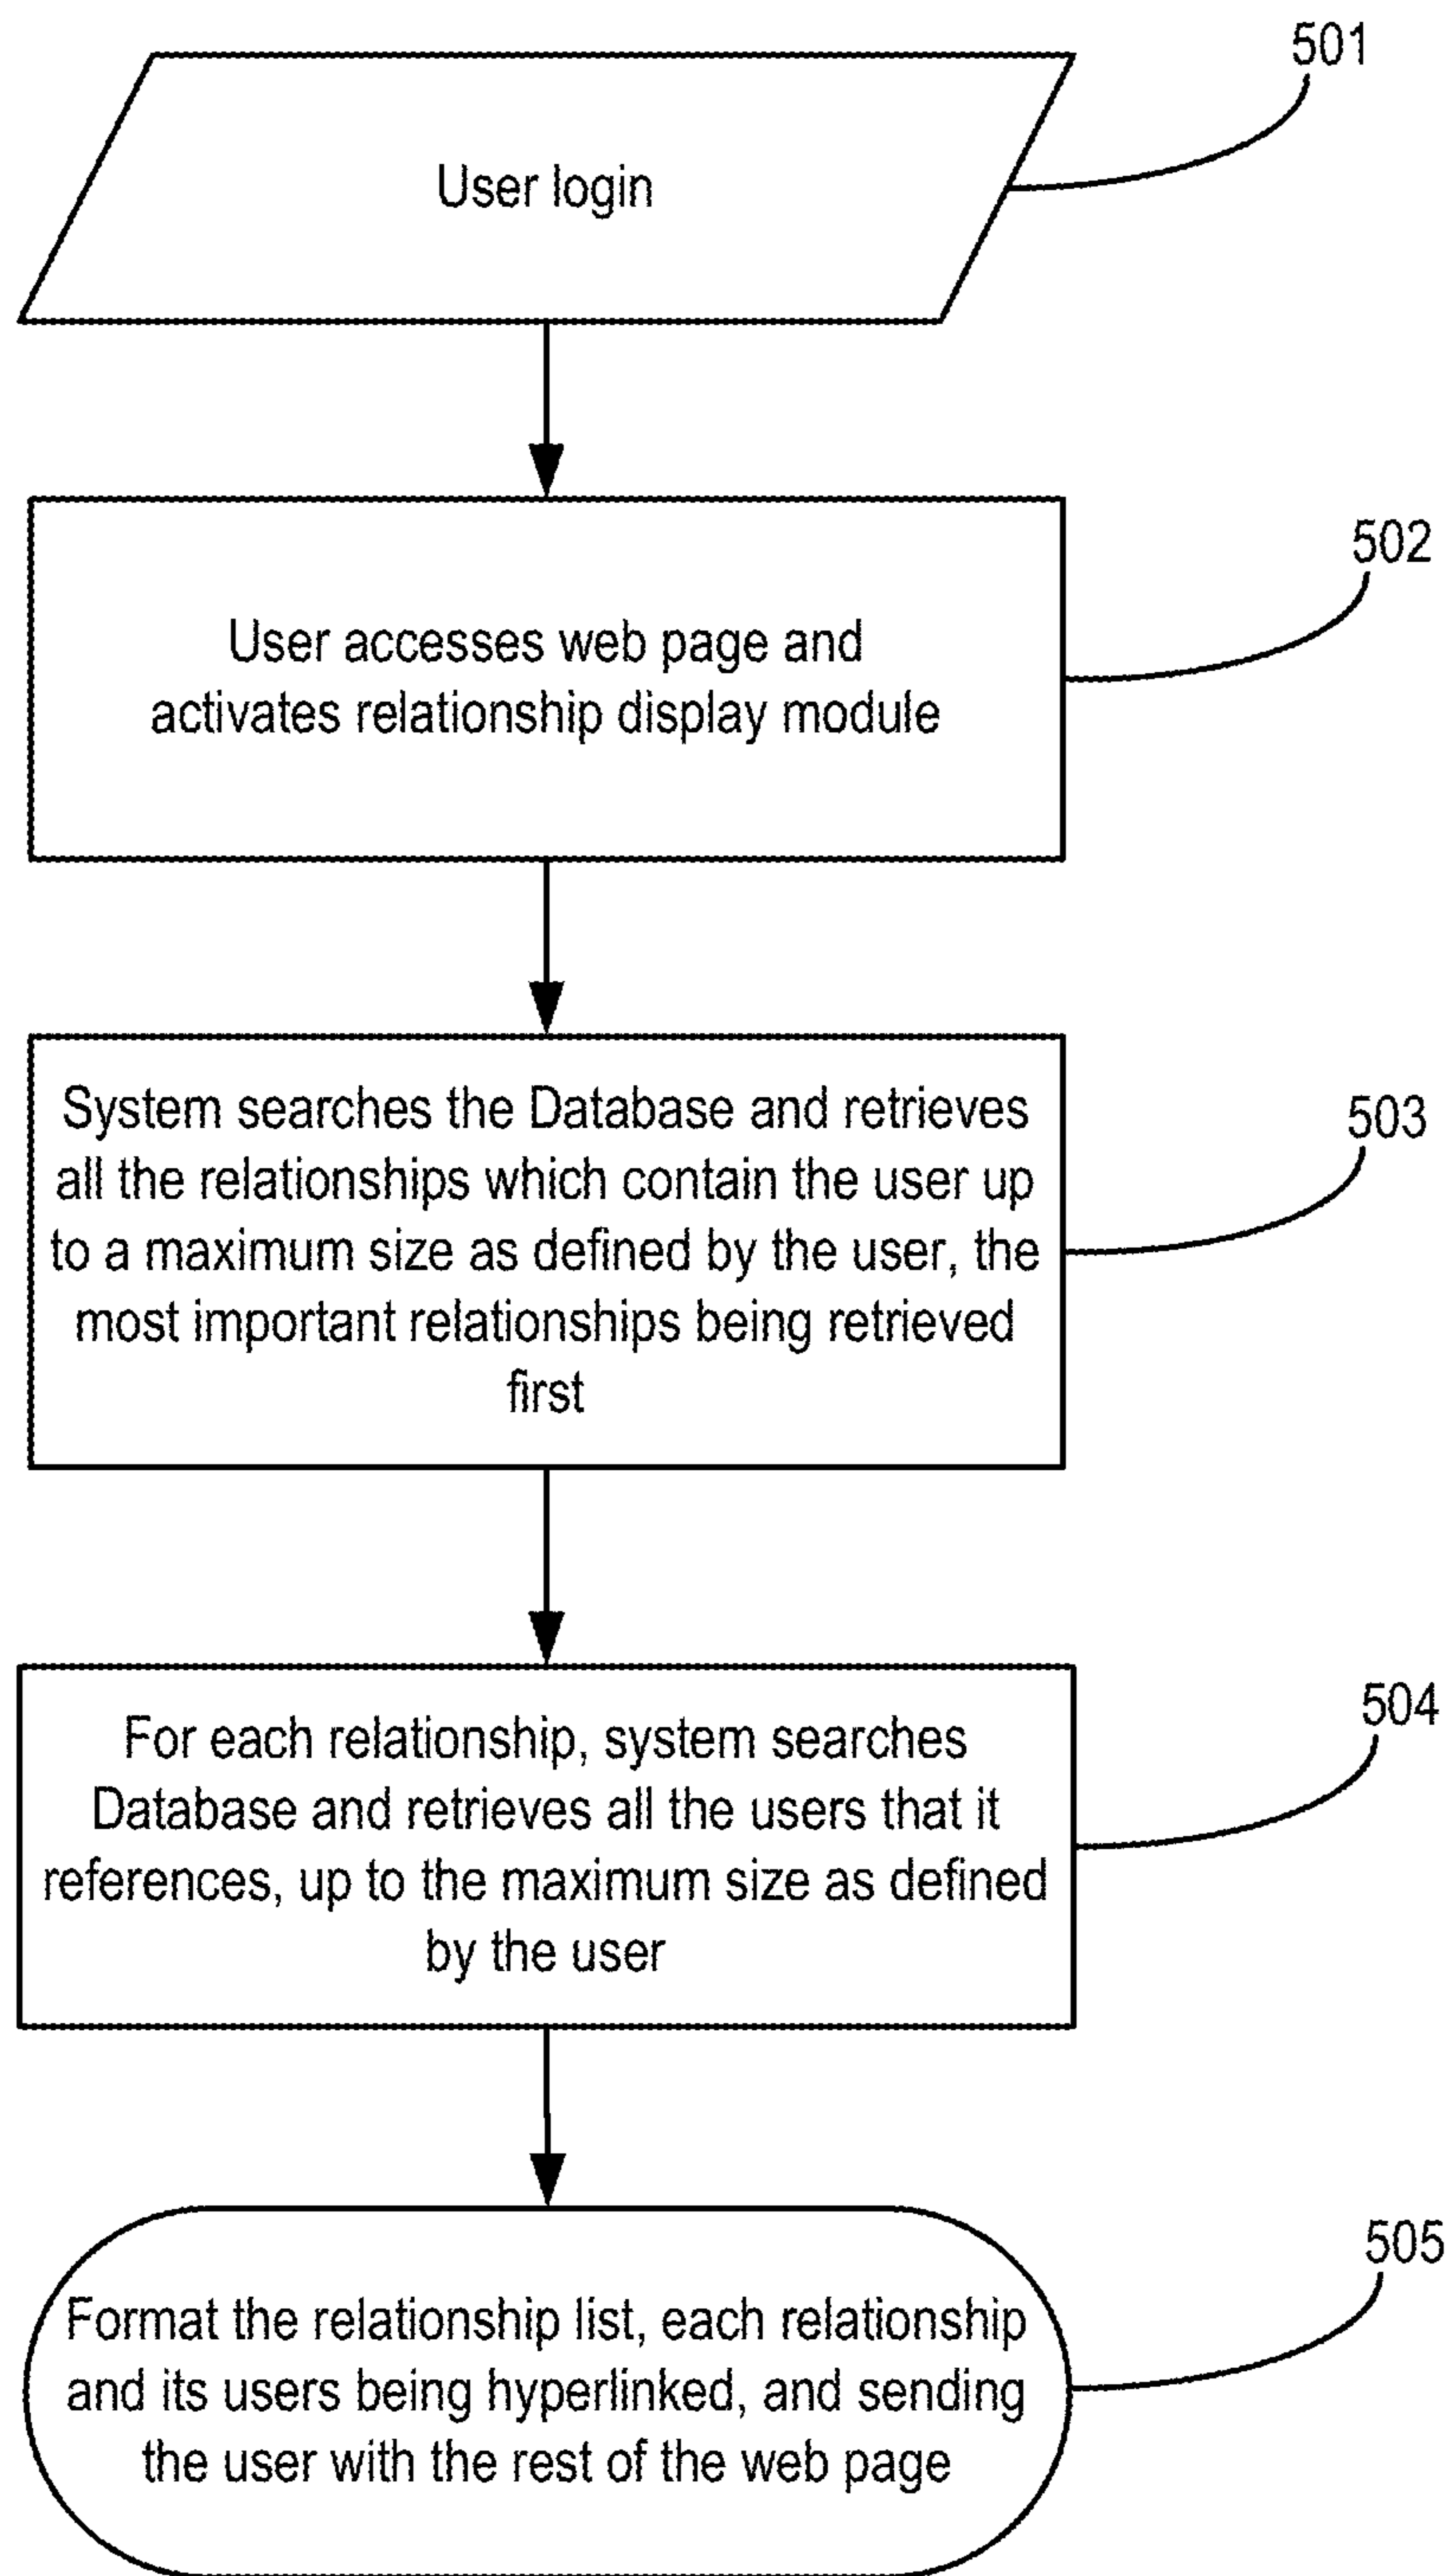 501
User login
502
User accesses web page and
activates relationship display module
503
System searches the Database and retrieves
all the relationships which contain the user up
to a maximum size as defined by the user, the
most important relationships being retrieved
first
504
For each relationship, system searches
Database and retrieves all the users that it
references, up to the maximum size as defined
by the user
505
Format the relationship list, each relationship
and its users being hyperlinked, and sending
the user with the rest of the web page